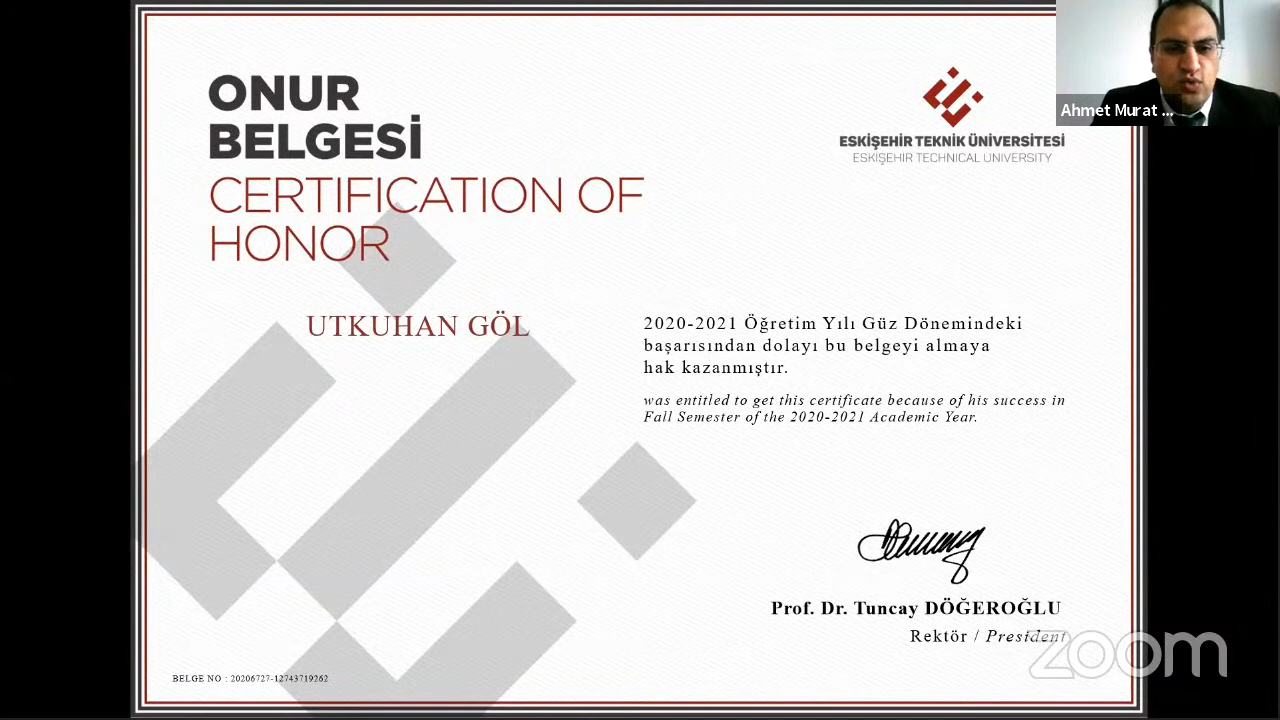 ONUR
BELGESİ
CERTIFICATION OF
HONOR
ESKİŞEHİR TEKNİK ÜNİVERSİTESİ
ESKİŞEHİR TECHNICAL UNIVERSITY
Ahmet Murat ...
UTKUHAN GÖL
2020-2021 Öğretim Yılı Güz Dönemindeki
başarısından dolayı bu belgeyi almaya
hak kazanmıştır.
was entitled to get this certificate because of his success in
Fall Semester of the 2020-2021 Academic Year.
Prof. Dr. Tuncay DÖĞEROĞLU
Rektör / President
zoom
BELGE NO : 20206727-12743719262